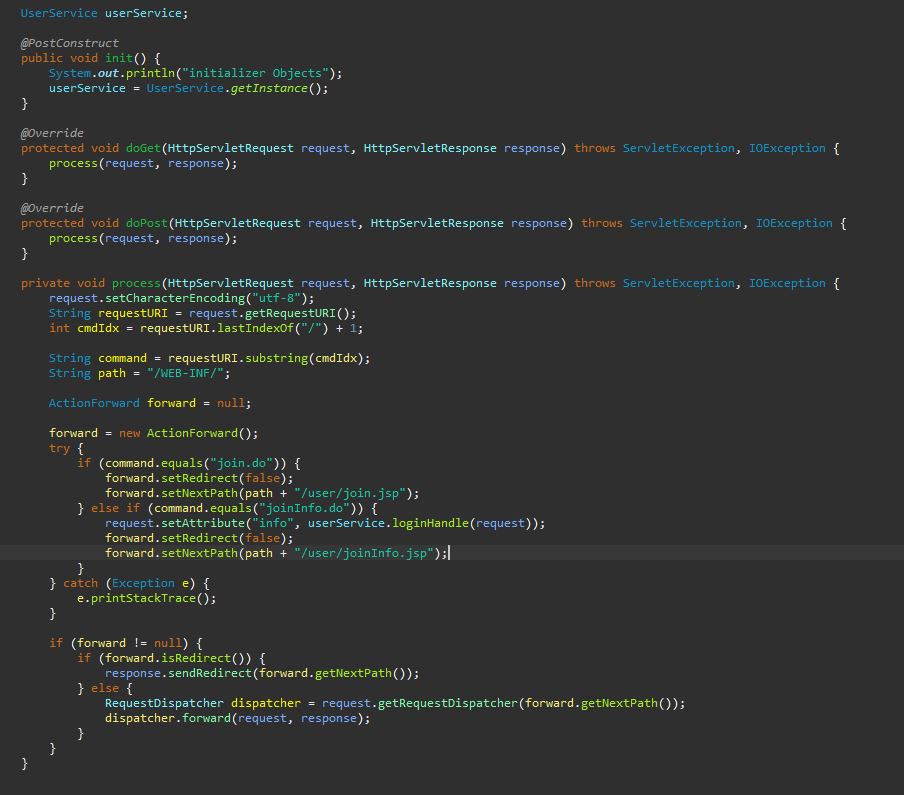 UserService userService;
@PostConstruct
public void init() {
System.out.println("initializer Objects");
userService = UserService.getInstance();
}
@Override
protected void doGet(HttpServletRequest request, HttpServletResponse response) throws ServletException, IOException {
process(request, response);
}
@Override
protected void doPost(HttpServletRequest request, HttpServletResponse response) throws ServletException, IOException {
process(request, response);
}
private void process(HttpServletRequest request, HttpServletResponse response) throws ServletException, IOException {
request.setCharacterEncoding("utf-8");
String requestURI = request.getRequestURI();
int cmdIdx = requestURI.lastIndexOf("/") + 1;
String command = requestURI.substring(cmdIdx);
String path = "/WEB-INF/";
ActionForward forward = null;
forward = new ActionForward();
try {
if (command.equals("join.do")) {
forward.setRedirect(false);
forward.setNextPath(path + "/user/join.jsp");
} else if (command.equals("joinInfo.do")) {
request.setAttribute("info", userService.loginHandle(request));
forward.setRedirect(false);
forward.setNextPath(path + "/user/joinInfo.jsp");
}
} catch (Exception e) {
e.printStackTrace();
}
if (forward != null) {
if (forward.isRedirect()) {
response.sendRedirect(forward.getNextPath());
} else {
RequestDispatcher dispatcher = request.getRequestDispatcher(forward.getNextPath());
dispatcher.forward(request, response);
}
}
}